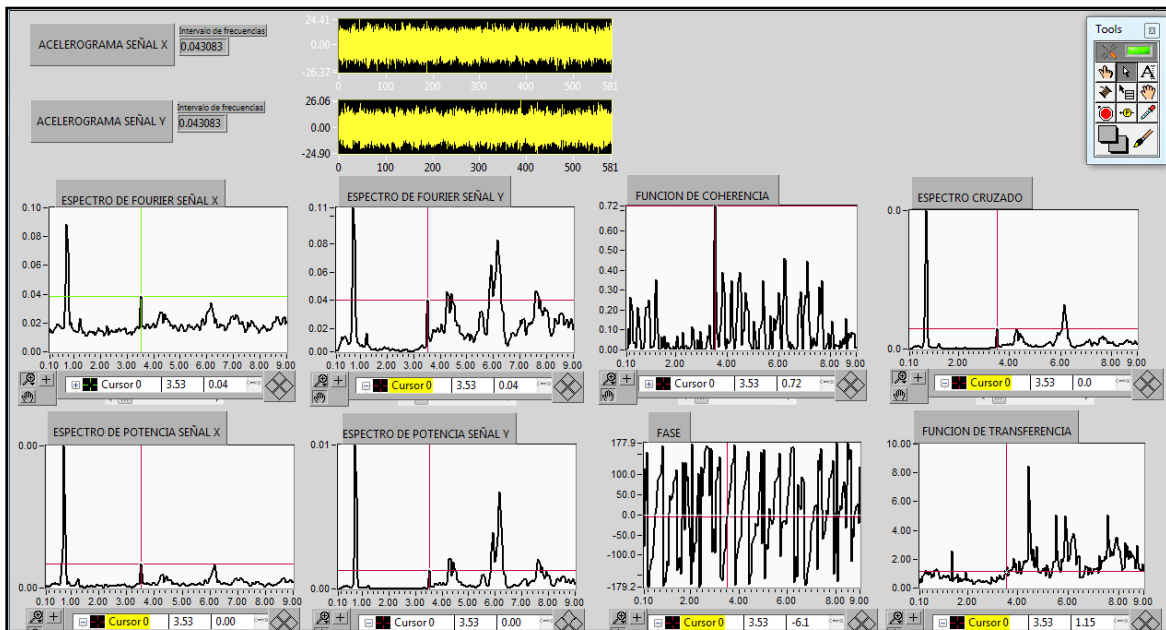 ACELEROGRAMA SEÑAL X
Intervalo de frecuencias
0.043083
24.41
0.00
-26.37
0 100 200 300 400 500 581
Tools
ACELEROGRAMA SEÑAL Y
Intervalo de frecuencias
0.043083
26.06
0.00
-24.90
0 100 200 300 400 500 581
ESPECTRO DE FOURIER SEÑAL X
0.10
0.08
0.06
0.04
0.02
0.00
0.10 1.00 2.00 3.00 4.00 5.00 6.00 7.00 8.00 9.00
Cursor 0 3.53 0.04
ESPECTRO DE FOURIER SEÑAL Y
0.11
0.08
0.06
0.04
0.02
0.00
0.10 1.00 2.00 3.00 4.00 5.00 6.00 7.00 8.00 9.00
Cursor 0 3.53 0.04
FUNCION DE COHERENCIA
0.72
0.60
0.50
0.40
0.30
0.20
0.10
0.00
0.10 2.00 4.00 6.00 8.00 9.00
Cursor 0 3.53 0.72
ESPECTRO CRUZADO
0.0
0.0
0.10 2.00 4.00 6.00 8.00 9.00
Cursor 0 3.53 0.0
ESPECTRO DE POTENCIA SEÑAL X
0.00
0.00
0.10 1.00 2.00 3.00 4.00 5.00 6.00 7.00 8.00 9.00
Cursor 0 3.53 0.00
ESPECTRO DE POTENCIA SEÑAL Y
0.01
0.00
0.10 1.00 2.00 3.00 4.00 5.00 6.00 7.00 8.00 9.00
Cursor 0 3.53 0.00
FASE
177.9
100.0
50.0
0.0
-50.0
-100.0
-179.2
0.10 2.00 4.00 6.00 8.00 9.00
Cursor 0 3.53 -6.1
FUNCION DE TRANSFERENCIA
10.00
8.00
6.00
4.00
2.00
0.00
0.10 2.00 4.00 6.00 8.00 9.00
Cursor 0 3.53 1.15